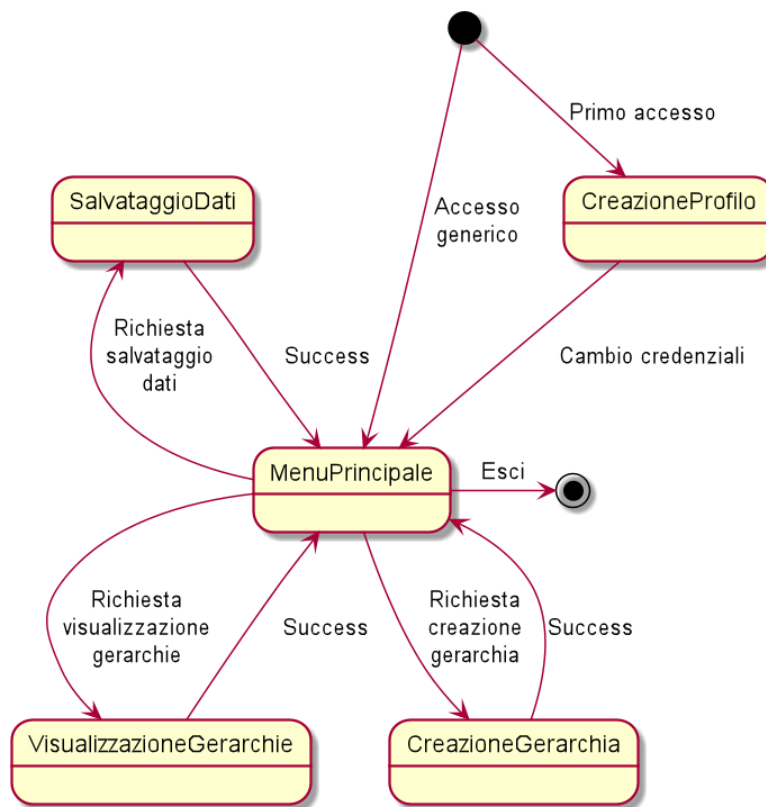 Primo accesso
SalvataggioDati
CreazioneProfilo
Accesso
generico
Richiesta
salvataggio
dati
Success
Cambio credenziali
MenuPrincipale
Esci
Richiesta
visualizzazione
gerarchie
Success
Richiesta
creazione
gerarchia
Success
VisualizzazioneGerarchie
CreazioneGerarchia